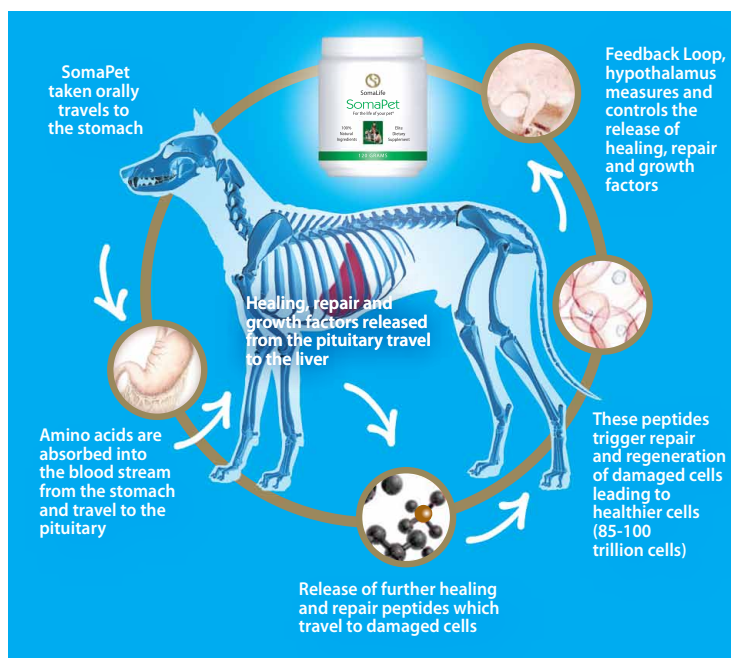 SomaPet
taken orally
travels to
the stomach
SomaLife
SomaPet
For the life of your pet®
100%
Natural
Ingredients
Elite
Dietary
Supplement
120 GRAMS
Feedback Loop,
hypothalamus
measures and
controls the
release of
healing, repair
and growth
factors
Healing, repair and
growth factors released
from the pituitary travel
to the liver
Amino acids are
absorbed into
the blood stream
from the stomach
and travel to the
pituitary
These peptides
trigger repair
and regeneration
of damaged cells
leading to
healthier cells
(85-100
trillion cells)
Release of further healing
and repair peptides which
travel to damaged cells